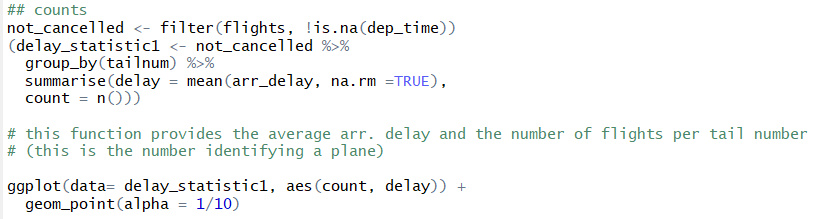 ## counts
not_cancelled <- filter(flights, !is.na(dep_time))
(delay_statistic1 <- not_cancelled %>%
  group_by(tailnum) %>%
  summarise(delay = mean(arr_delay, na.rm =TRUE),
  count = n()))

# this function provides the average arr. delay and the number of flights per tail number
# (this is the number identifying a plane)

ggplot(data= delay_statistic1, aes(count, delay)) +
  geom_point(alpha = 1/10)